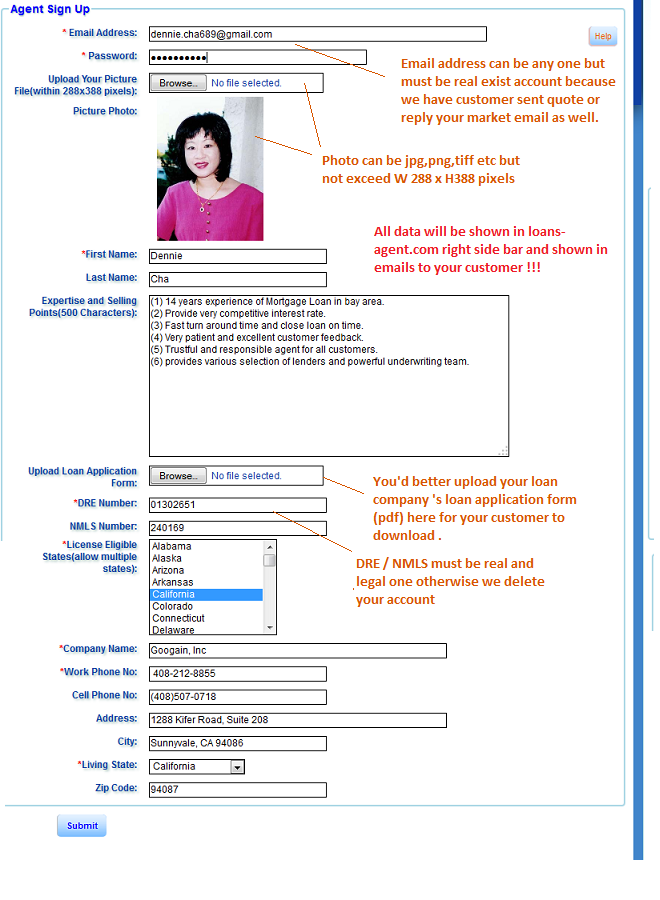 Agent Sign Up
* Email Address:
dennie.cha689@gmail.com
Help
* Password:
●●●●●●●●●●
Email address can be any one but
must be real exist account because
we have customer sent quote or
reply your market email as well.
Upload Your Picture
File(within 288x388 pixels):
Browse..
No file selected.
Picture Photo:
Photo can be jpg,png,tiff etc but
not exceed W 288 x H388 pixels
All data will be shown in loans-
agent.com right side bar and shown in
emails to your customer !!!
*First Name:
Dennie
Last Name:
Cha
Expertise and Selling
Points(500 Characters):
(1) 14 years experience of Mortgage Loan in bay area.
(2) Provide very competitive interest rate.
(3) Fast turn around time and close loan on time.
(4) Very patient and excellent customer feedback.
(5) Trustful and responsible agent for all customers.
(6) provides various selection of lenders and powerful underwriting team.
Upload Loan Application
Form:
Browse..
No file selected.
You'd better upload your loan
company 's loan application form
(pdf) here for your customer to
download .
*DRE Number:
01302651
NMLS Number:
240169
*License Eligible
States(allow multiple
states):
Alabama
Alaska
Arizona
Arkansas
California
Colorado
Connecticut
Delaware
DRE / NMLS must be real and
legal one otherwise we delete
your account
*Company Name:
Googain, Inc
*Work Phone No:
408-212-8855
Cell Phone No:
(408)507-0718
Address:
1288 Kifer Road, Suite 208
City:
Sunnyvale, CA 94086
*Living State:
California
Zip Code:
94087
Submit